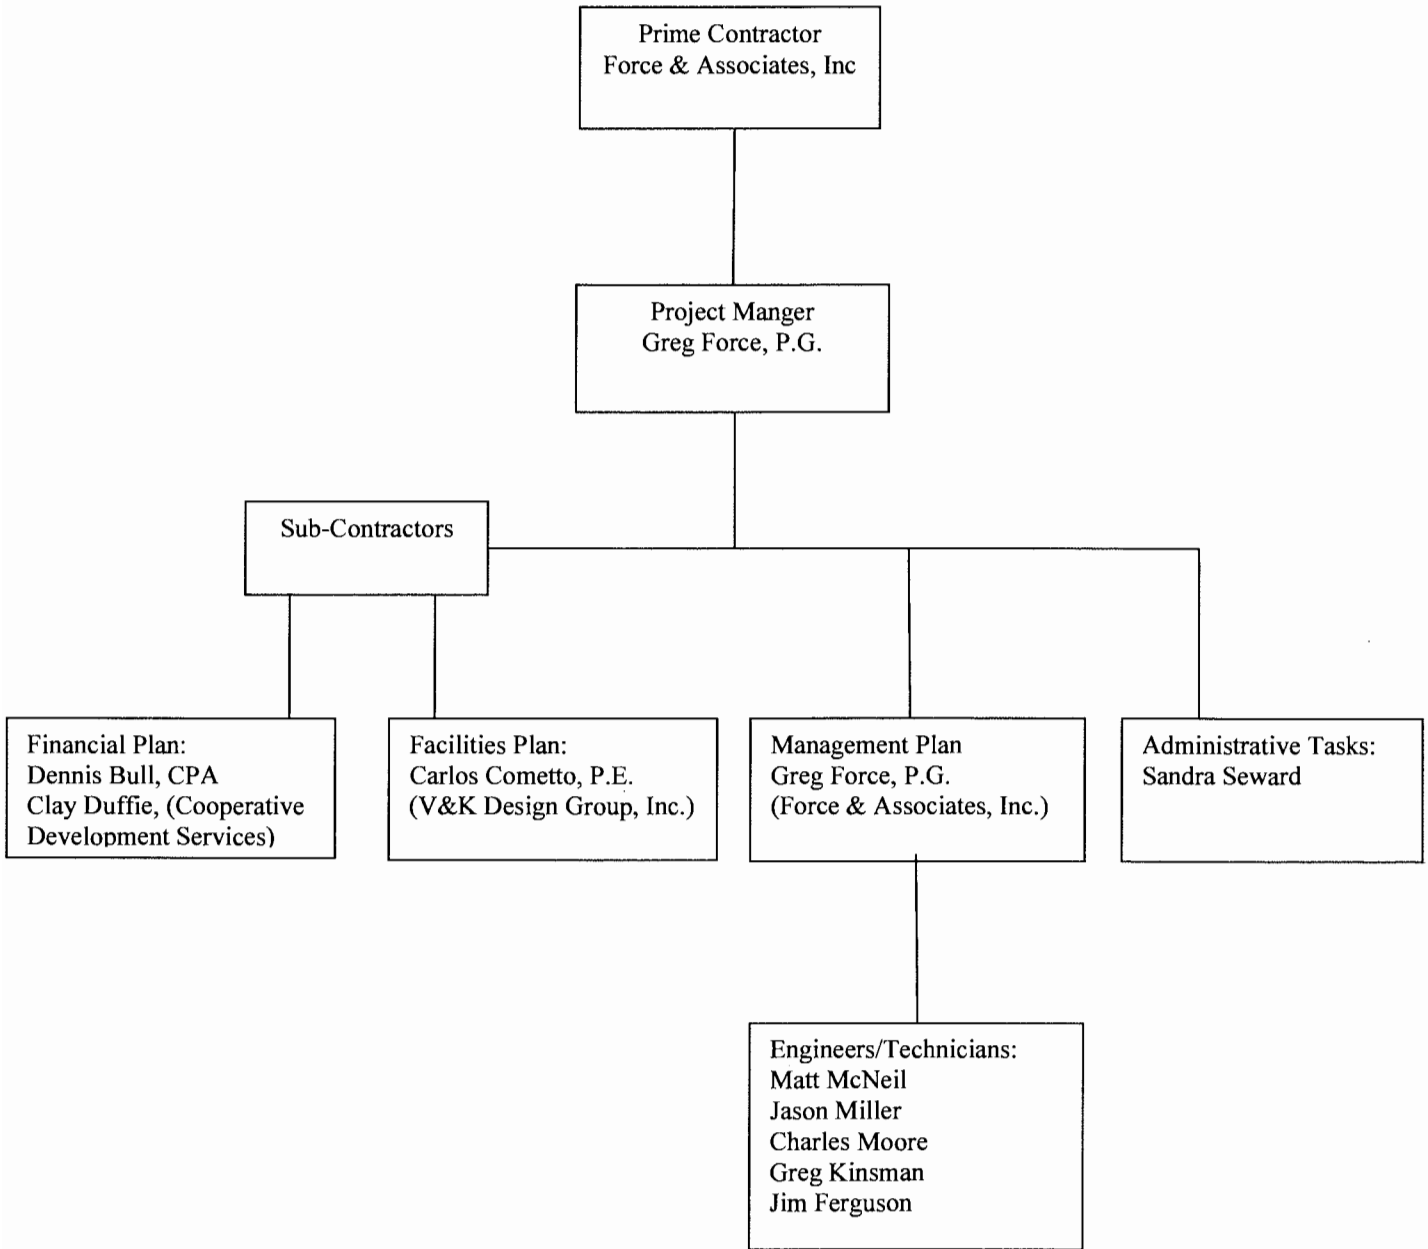 Prime Contractor
Force & Associates, Inc
Project Manger
Greg Force, P.G.
Sub-Contractors
Financial Plan:
Dennis Bull, CPA
Clay Duffie, (Cooperative
Development Services)
Facilities Plan:
Carlos Cometto, P.E.
(V&K Design Group, Inc.)
Management Plan
Greg Force, P.G.
(Force & Associates, Inc.)
Administrative Tasks:
Sandra Seward
Engineers/Technicians:
Matt McNeil
Jason Miller
Charles Moore
Greg Kinsman
Jim Ferguson